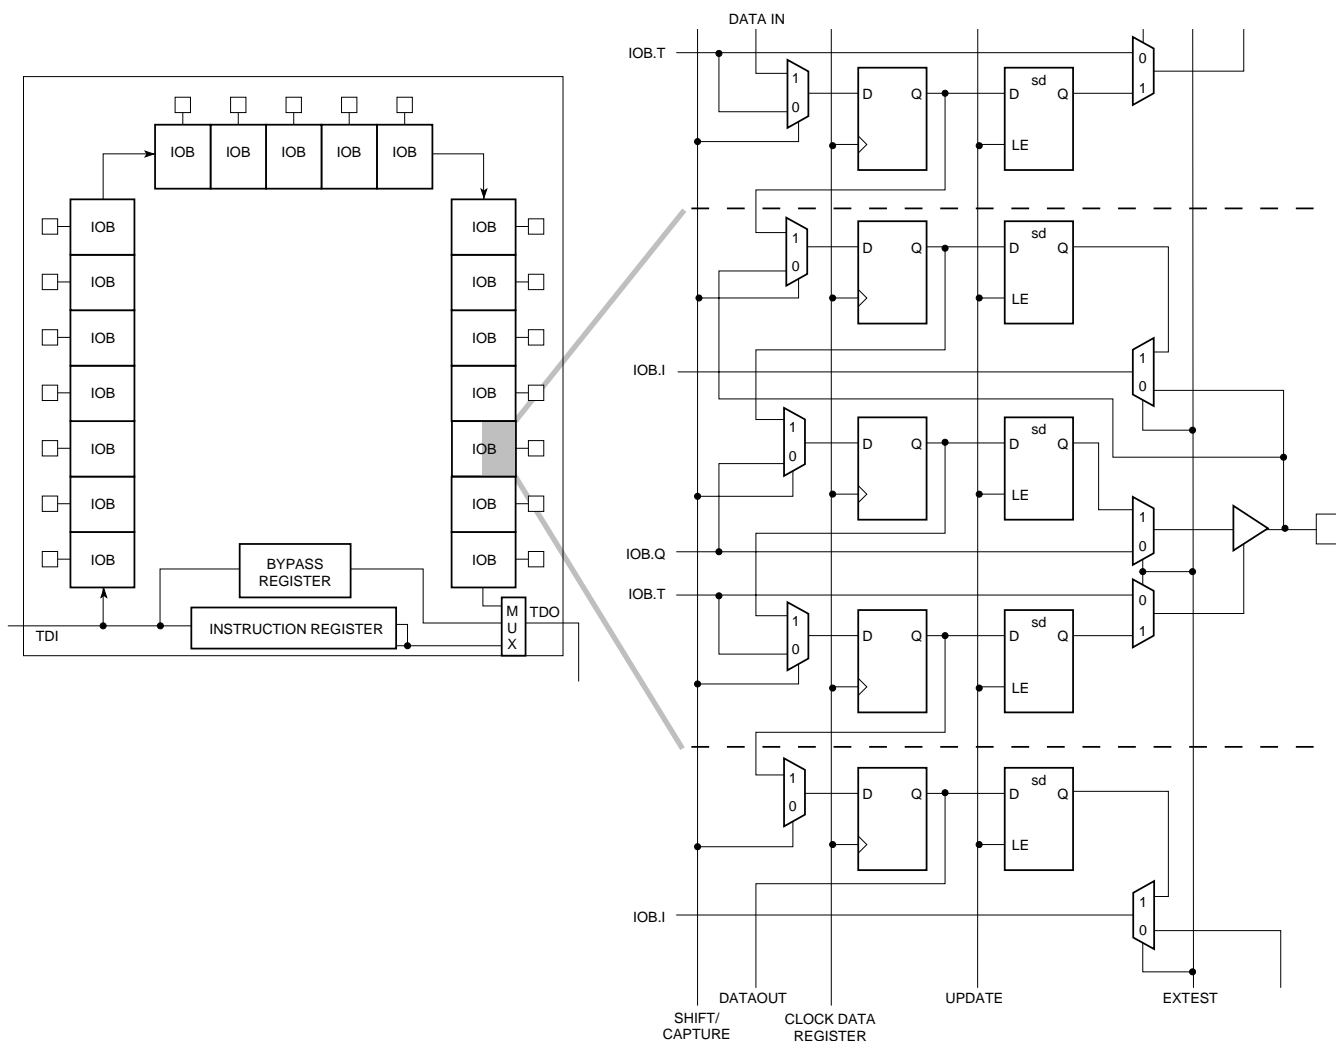 DATA IN
IOB.T
IOB IOB IOB IOB IOB
IOB
IOB
IOB
IOB
IOB
IOB
IOB
IOB
IOB
IOB
IOB
IOB
IOB
IOB
BYPASS
REGISTER
INSTRUCTION REGISTER
TDI
M
U
X
TDO
1
0
D Q
D sd Q
LE
0
1
1
0
D Q
D sd Q
LE
IOB.I
1
0
1
0
D Q
D sd Q
LE
1
0
IOB.Q
IOB.T
0
1
1
0
D Q
D sd Q
LE
1
0
D Q
D sd Q
LE
IOB.I
1
0
DATAOUT
UPDATE
EXTEST
SHIFT/
CAPTURE
CLOCK DATA
REGISTER